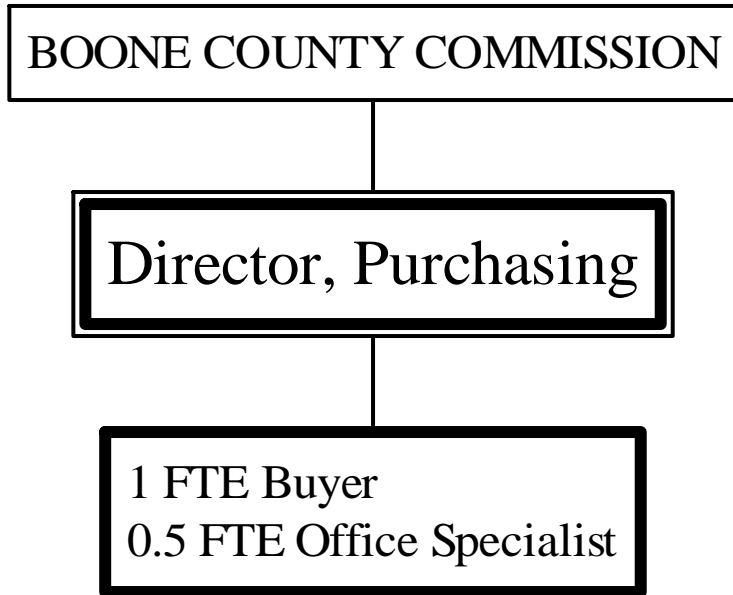 BOONE COUNTY COMMISSION
Director, Purchasing
1 FTE Buyer
0.5 FTE Office Specialist